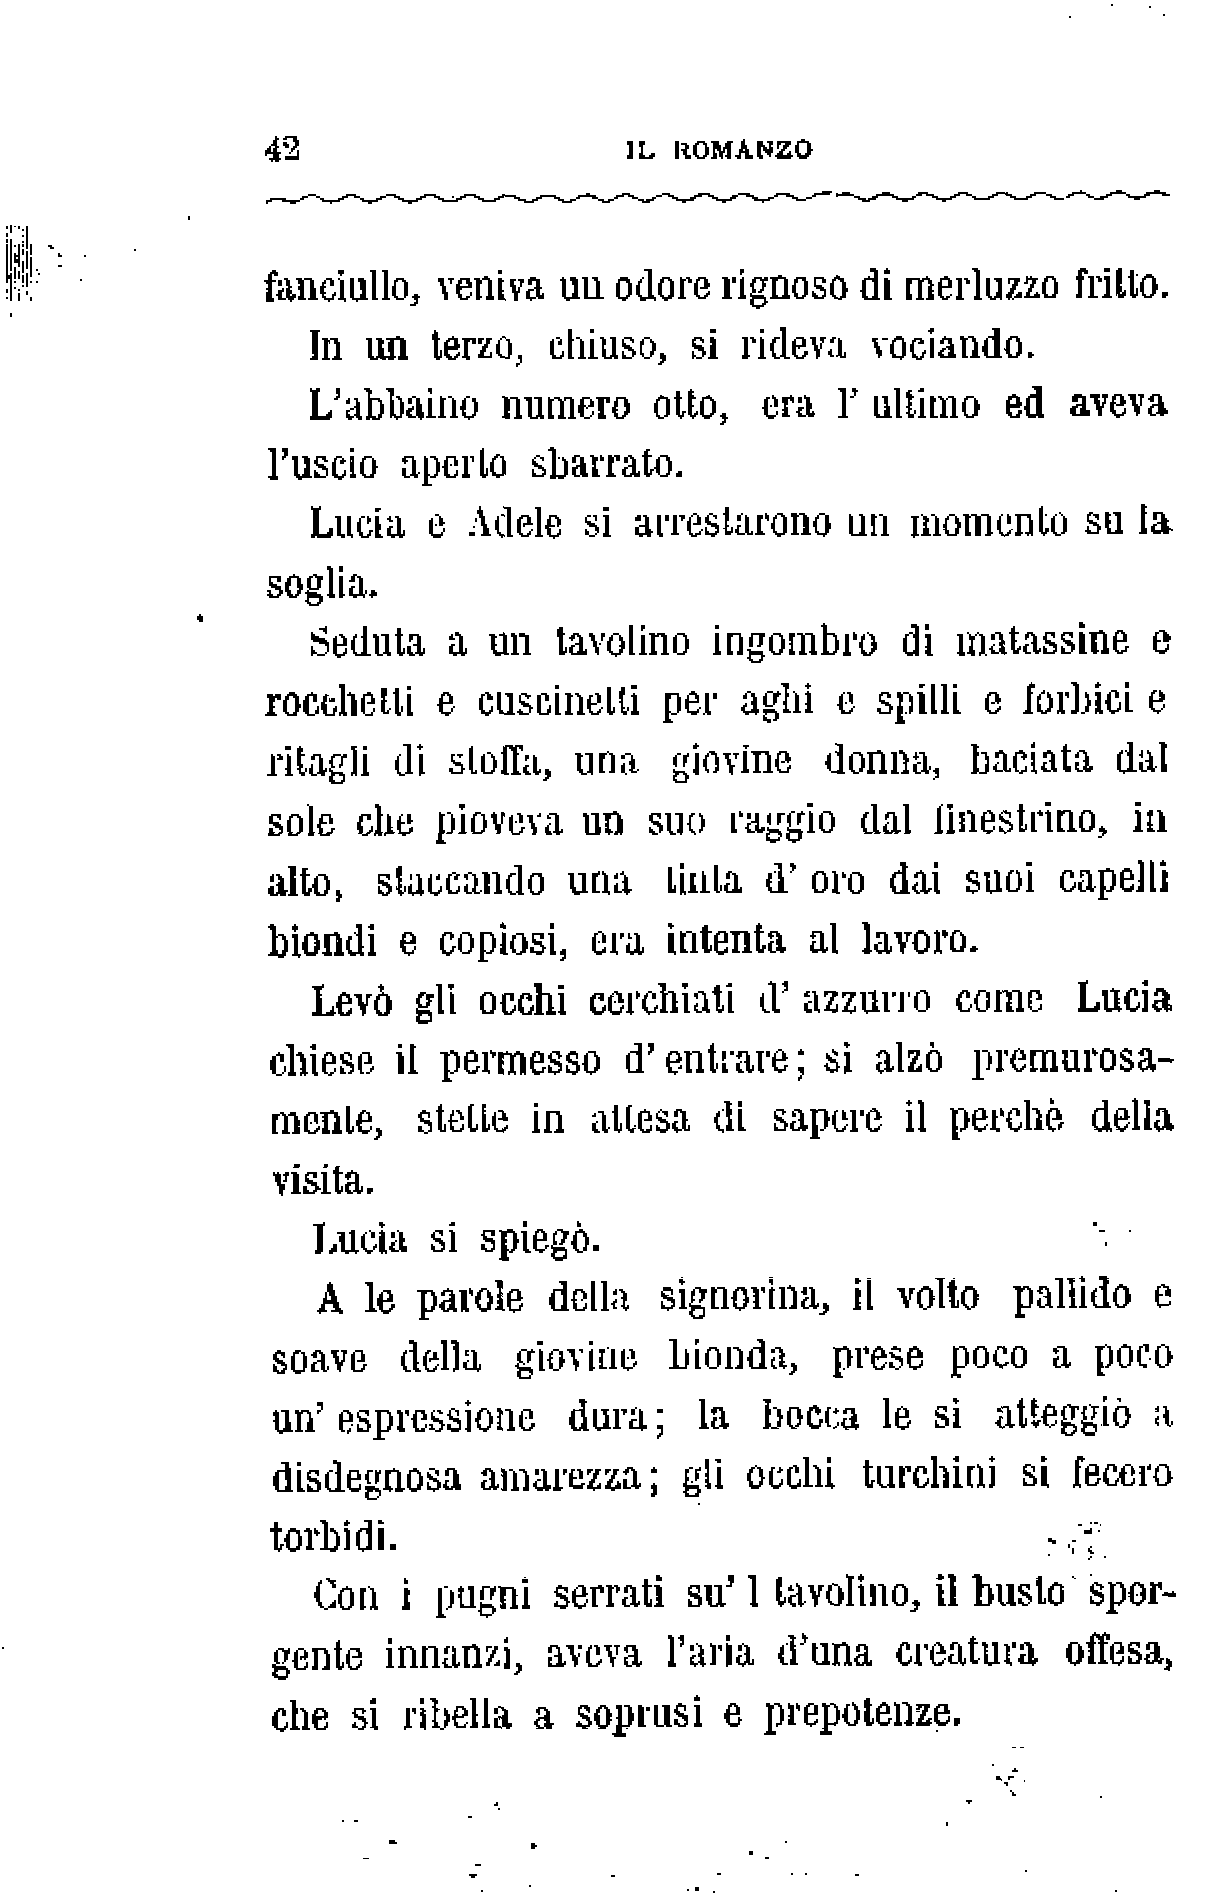 42 IL ROMANZO
fanciullo, veniva un odore rignoso di merluzzo fritto.
In un terzo, chiuso, si rideva vociando.
L'abbaino numero otto, era l' ultimo ed aveva
l'uscio aperto sbarrato.
Lucia e Adele si arrestarono un momento su la
soglia.
Seduta a un tavolino ingombro di matassine e
rocchetti e cuscinetti per aghi e spilli e forbici e
ritagli di stoffa, una giovine donna, baciata dal
sole che pioveva un suo raggio dal finestrino, in
alto, staccando una tinta d' oro dai suoi capelli
biondi e copiosi, era intenta al lavoro.
Levò gli occhi cerchiati d' azzurro come Lucia
chiese il permesso d' entrare; si alzò premurosa-
mente, stette in attesa di sapere il perchè della
visita.
Lucia si spiegò.
A le parole della signorina, il volto pallido e
soave della giovine bionda, prese poco a poco
un' espressione dura; la bocca le si atteggiò a
disdegnosa amarezza; gli occhi turchini si fecero
torbidi.
Con i pugni serrati su' l tavolino, il busto spor-
gente innanzi, aveva l'aria d'una creatura offesa,
che si ribella a soprusi e prepotenze.